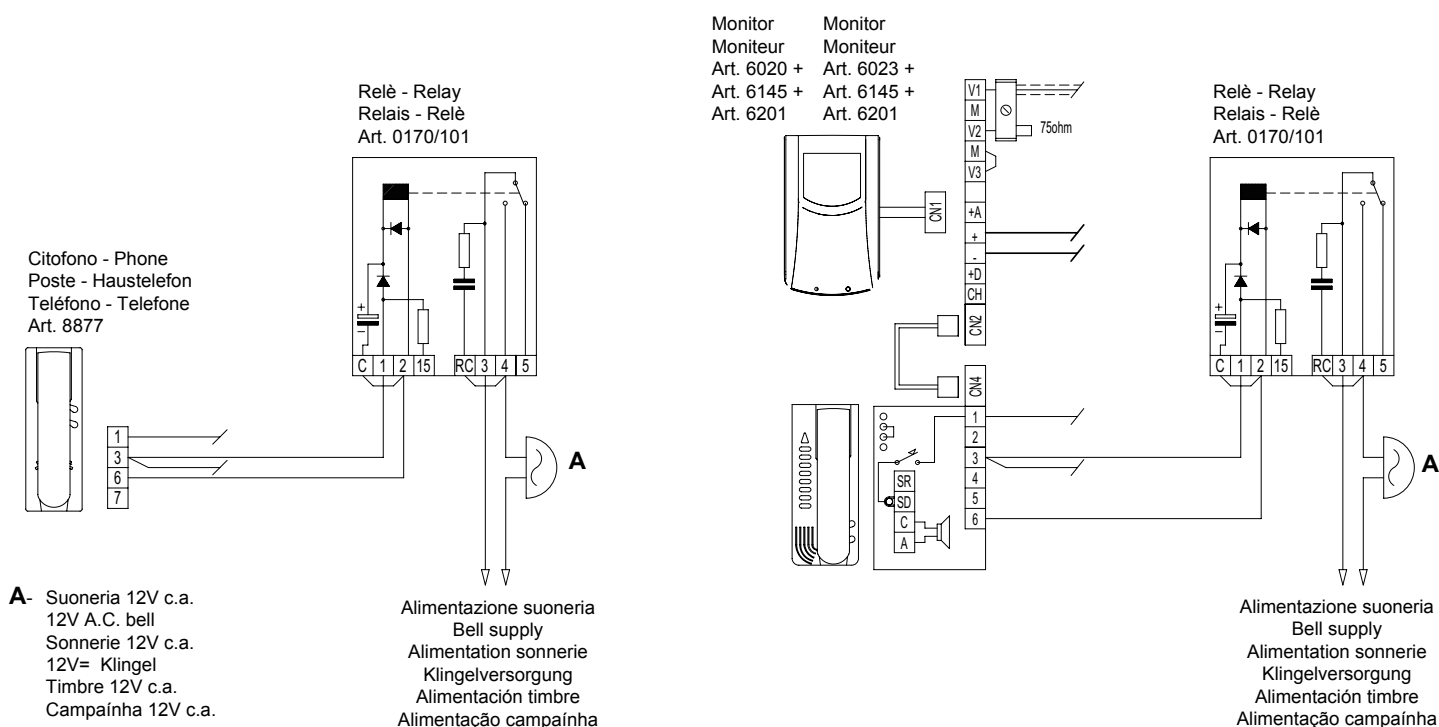 Relè - Relay
Relais - Relè
Art. 0170/101
Citofono - Phone
Poste - Haustelefon
Teléfono - Telefone
Art. 8877
C 1 2 15 RC 3 4 5
+
–
1
3
6
7
A
A- Suoneria 12V c.a.
12V A.C. bell
Sonnerie 12V c.a.
12V= Klingel
Timbre 12V c.a.
Campaínha 12V c.a.
Alimentazione suoneria
Bell supply
Alimentation sonnerie
Klingelversorgung
Alimentación timbre
Alimentação campaínha
Monitor
Moniteur
Art. 6020 +
Art. 6145 +
Art. 6201
Monitor
Moniteur
Art. 6023 +
Art. 6145 +
Art. 6201
CN1
V1
M
V2
M
V3
+A
+
-
+D
CH
CN2
CN4
75ohm
1
2
3
4
5
6
SR
SD
C
A
Relè - Relay
Relais - Relè
Art. 0170/101
+
–
C 1 2 15 RC 3 4 5
A
Alimentazione suoneria
Bell supply
Alimentation sonnerie
Klingelversorgung
Alimentación timbre
Alimentação campaínha